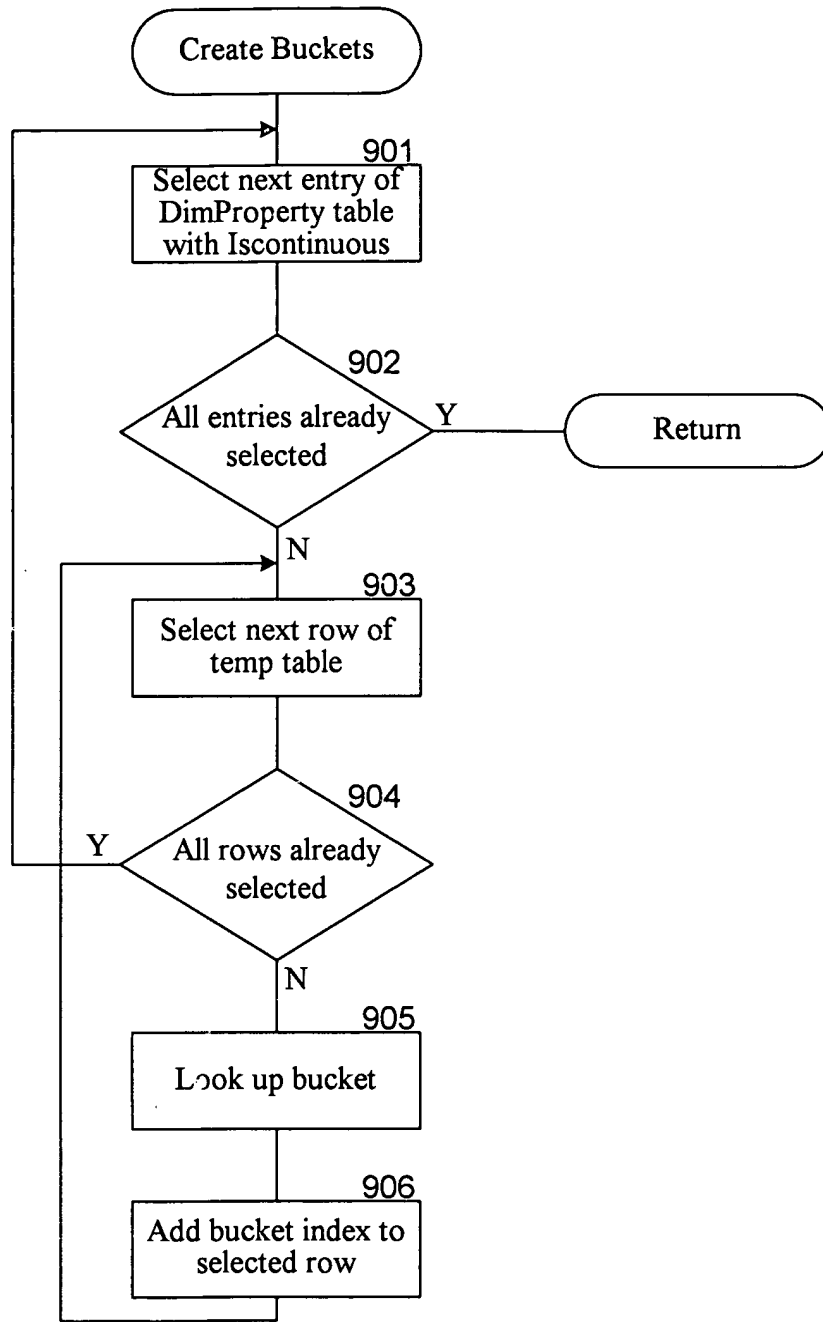 Create Buckets
901
Select next entry of
DimProperty table
with Iscontinuous
902
All entries already
selected
Y
Return
N
903
Select next row of
temp table
904
Y
All rows already
selected
N
905
Look up bucket
906
Add bucket index to
selected row